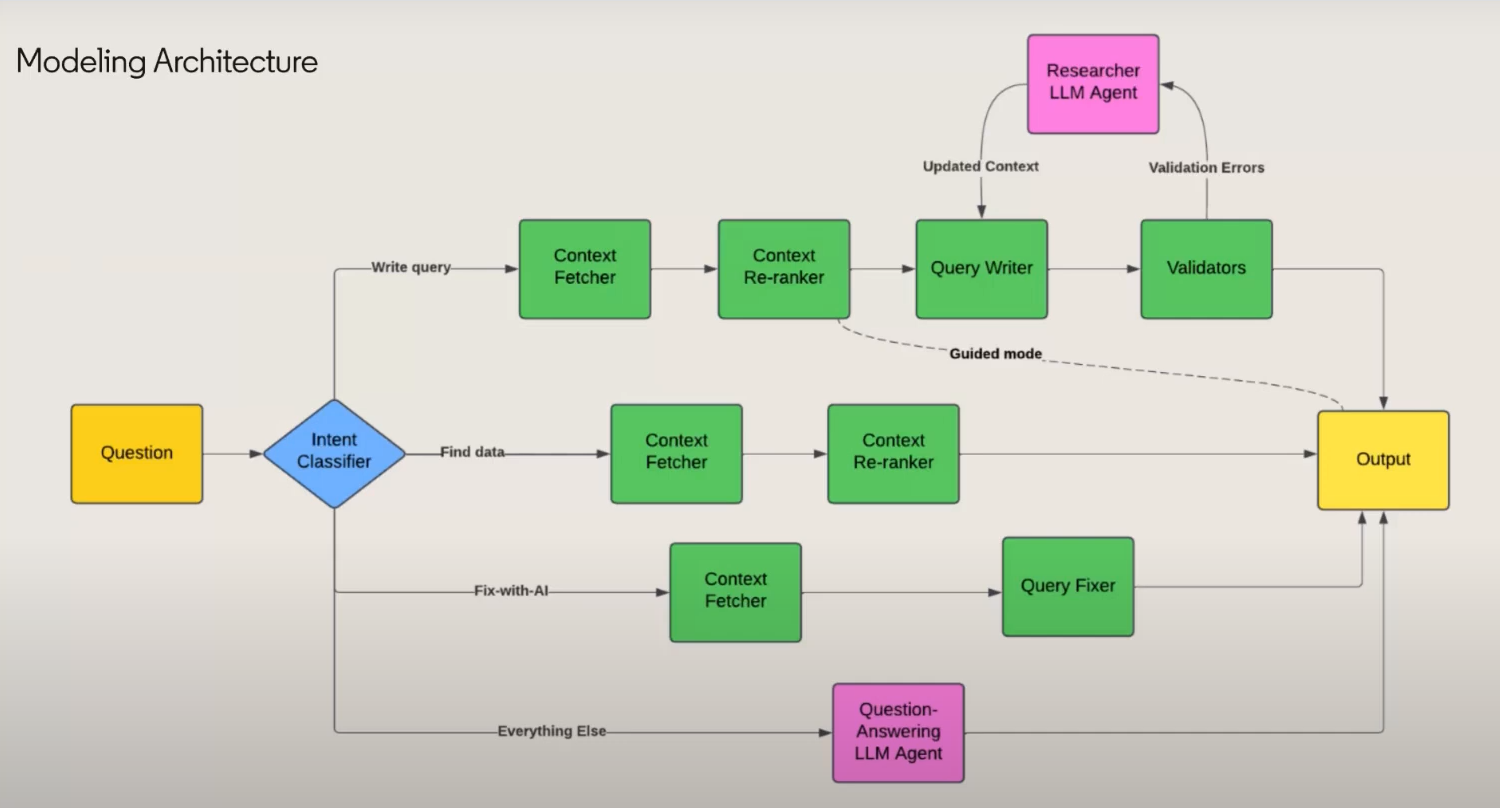 Modeling Architecture
Researcher
LLM Agent
Updated Context
Validation Errors
Write query
Context
Fetcher
Context
Re-ranker
Query Writer
Validators
Guided mode
Question
Intent
Classifier
Find data
Context
Fetcher
Context
Re-ranker
Output
Fix-with-AI
Context
Fetcher
Query Fixer
Everything Else
Question-
Answering
LLM Agent